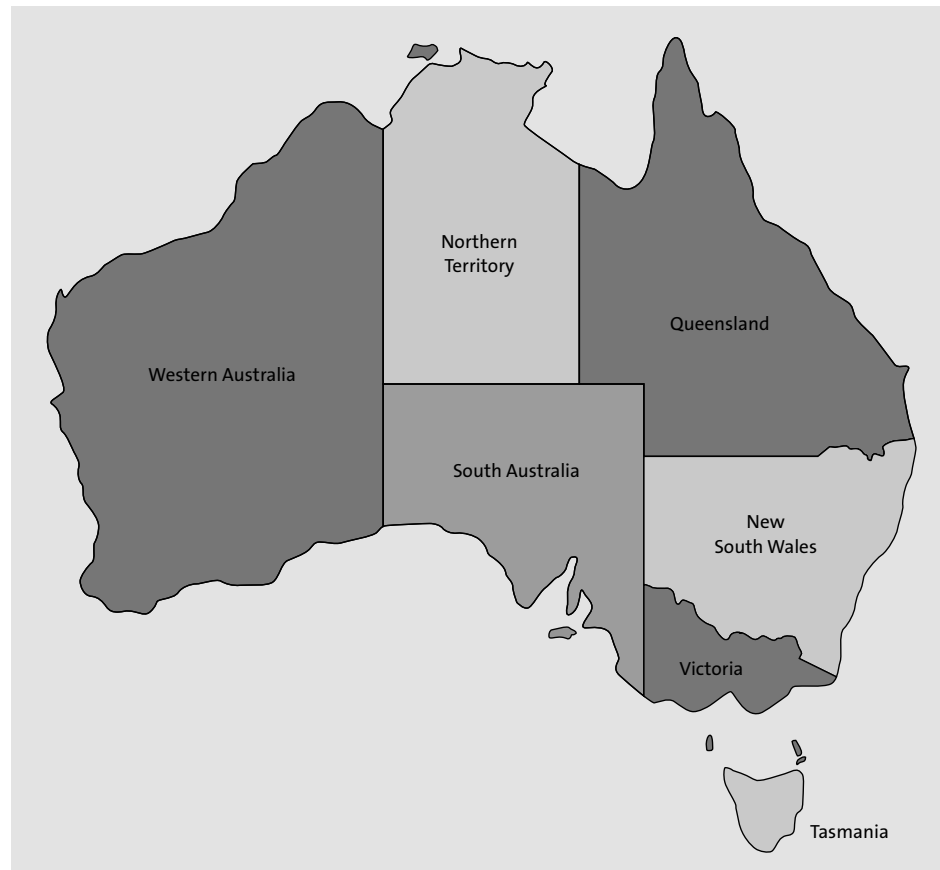 Northern
Territory
Queensland
Western Australia
South Australia
New
South Wales
Victoria
Tasmania